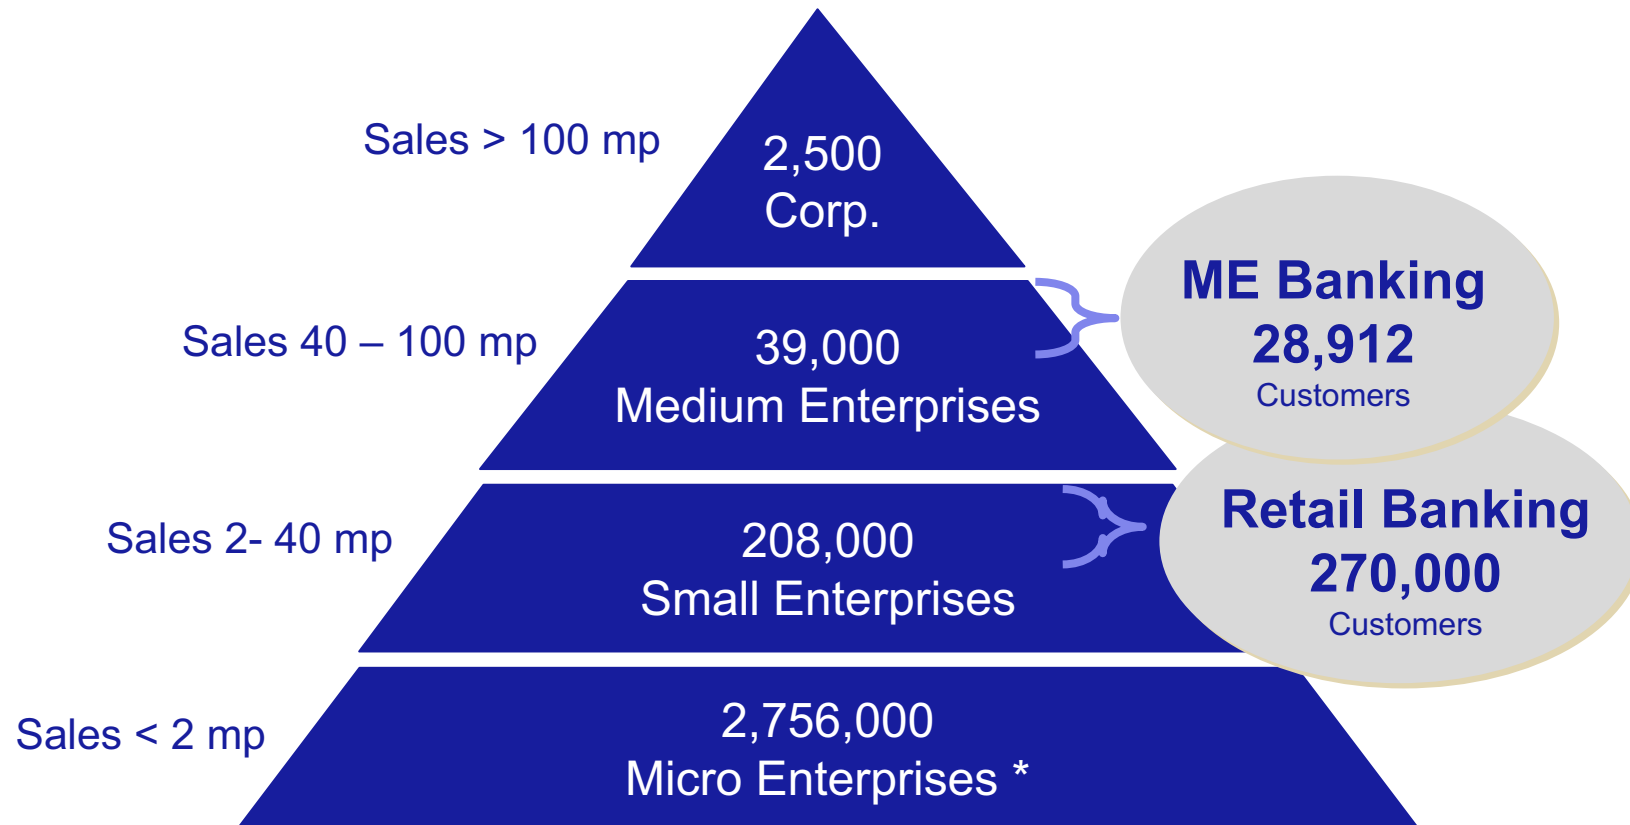 Sales > 100 mp
2,500
Corp.
Sales 40 – 100 mp
39,000
Medium Enterprises
ME Banking
28,912
Customers
Sales 2- 40 mp
208,000
Small Enterprises
Retail Banking
270,000
Customers
Sales < 2 mp
2,756,000
Micro Enterprises *